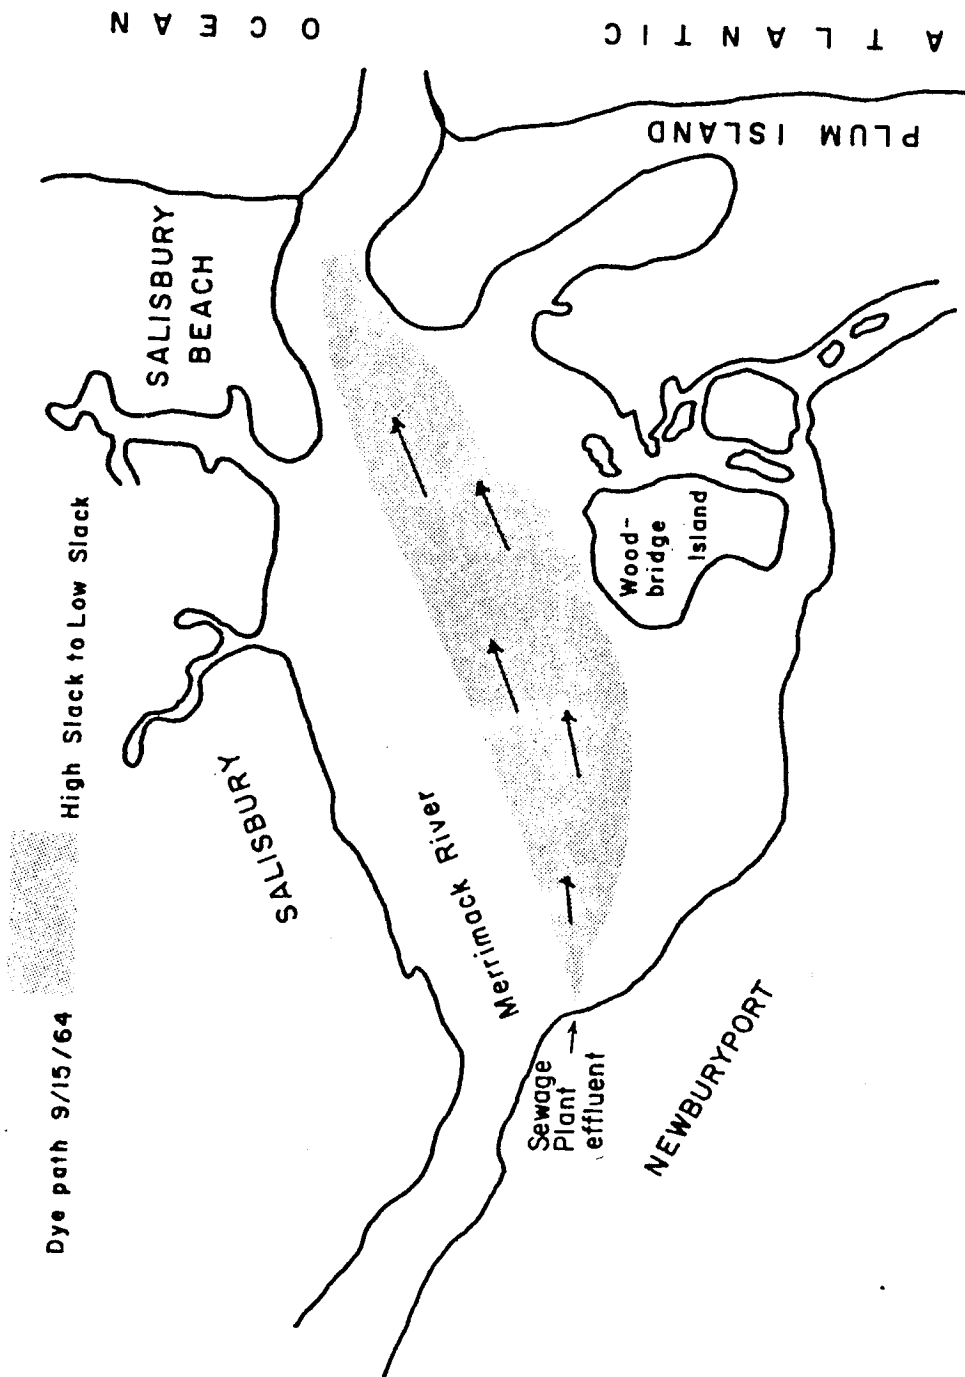 Dye path 9/15/64
High Slack to Low Slack
SALISBURY
BEACH
SALISBURY
Merrimack River
Sewage
Plant
effluent
NEWBURYPORT
Wood-
bridge
Island
PLUM ISLAND
ATLANTIC OCEAN